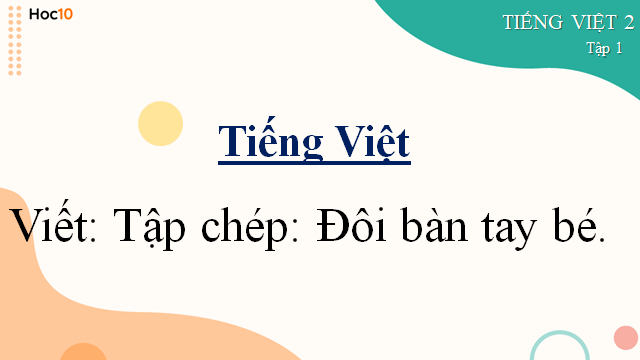 Hoc10
TIẾNG VIỆT 2
Tập 1
Tiếng Việt
Viết: Tập chép: Đôi bàn tay bé.